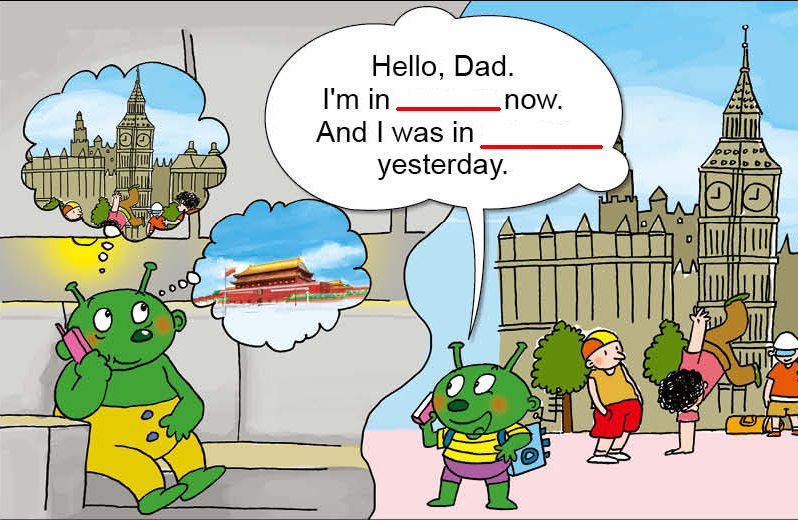 Hello, Dad.
I'm in now.
And I was in
yesterday.